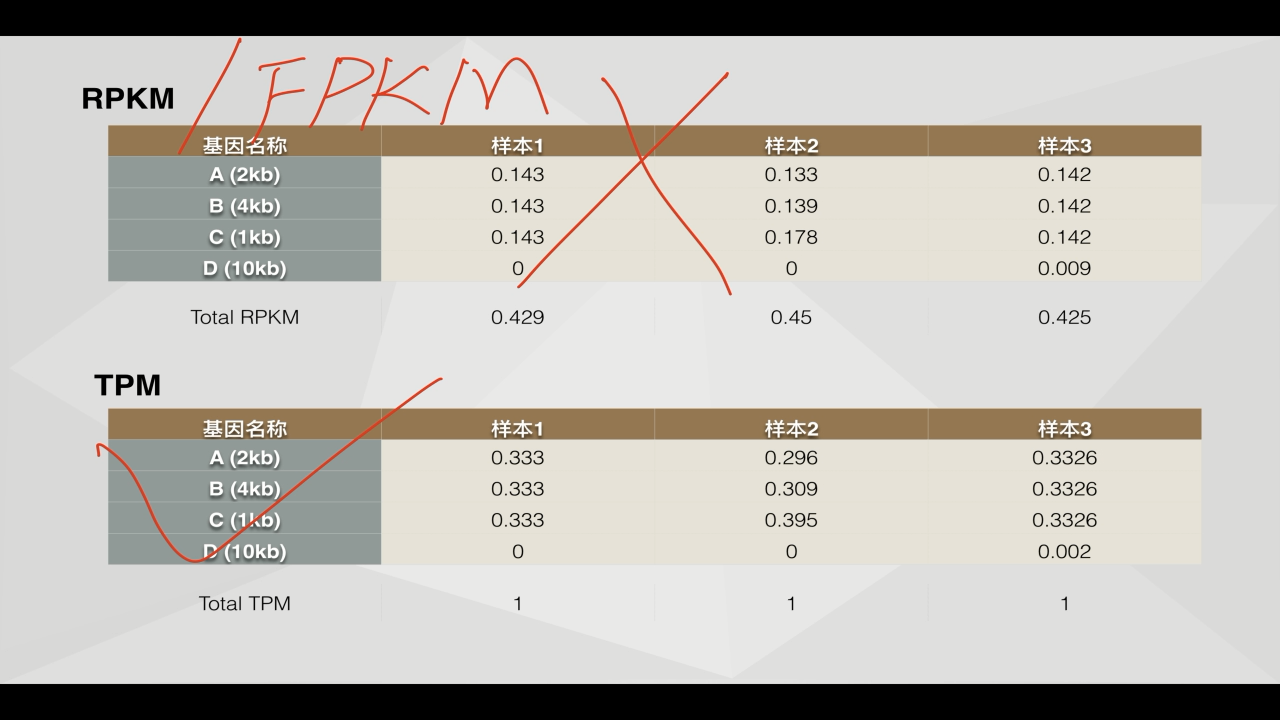 RPKM /FPKM
基因名称 样本1 样本2 样本3
A (2kb) 0.143 0.133 0.142
B (4kb) 0.143 0.139 0.142
C (1kb) 0.143 0.178 0.142
D (10kb) 0 0 0.009
Total RPKM 0.429 0.45 0.425
TPM
基因名称 样本1 样本2 样本3
A (2kb) 0.333 0.296 0.3326
B (4kb) 0.333 0.309 0.3326
C (1kb) 0.333 0.395 0.3326
D (10kb) 0 0 0.002
Total TPM 1 1 1